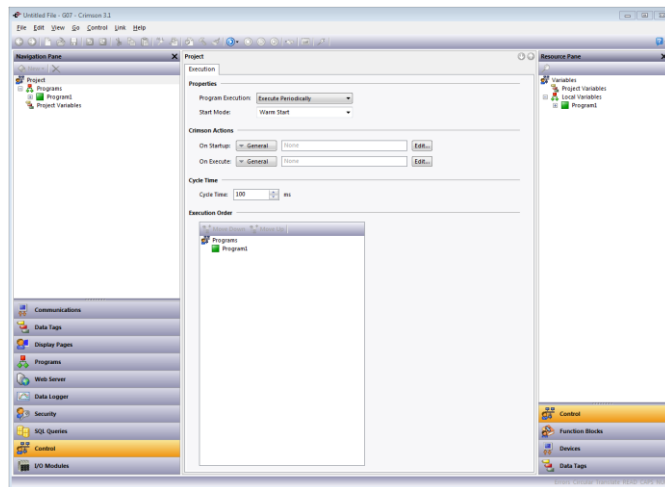 Untitled File - G07 - Crimson 3.1
File Edit View Go Control Link Help
Navigation Pane
Project
Programs
Program1
Project Variables
Communications
Data Tags
Display Pages
Programs
Web Server
Data Logger
Security
SQL Queries
Control
I/O Modules
Project
Execution
Properties
Program Execution: Execute Periodically
Start Mode: Warm Start
Crimson Actions
On Startup: General None Edit...
On Execute: General None Edit...
Cycle Time
Cycle Time: 100 ms
Execution Order
Move Down Move Up
Programs
Program1
Resource Pane
Variables
Project Variables
Local Variables
Program1
Control
Function Blocks
Devices
Data Tags